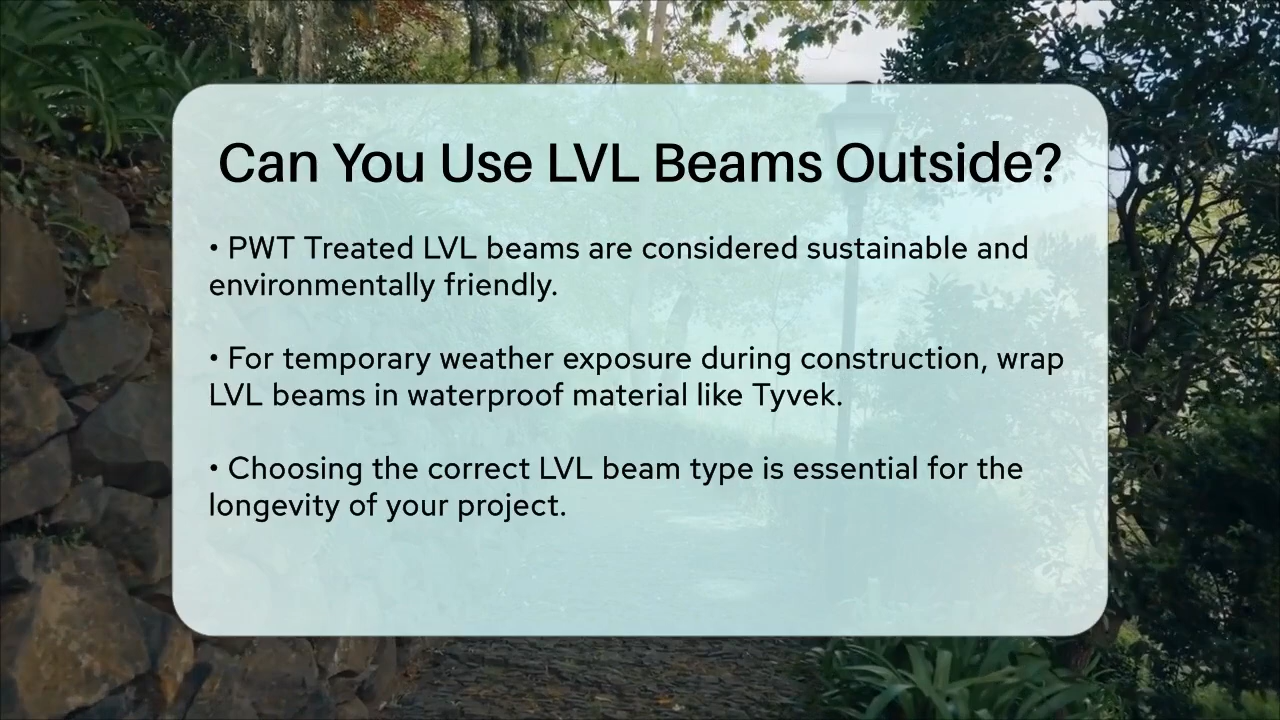 Can You Use LVL Beams Outside?
• PWT Treated LVL beams are considered sustainable and
environmentally friendly.
• For temporary weather exposure during construction, wrap
LVL beams in waterproof material like Tyvek.
• Choosing the correct LVL beam type is essential for the
longevity of your project.